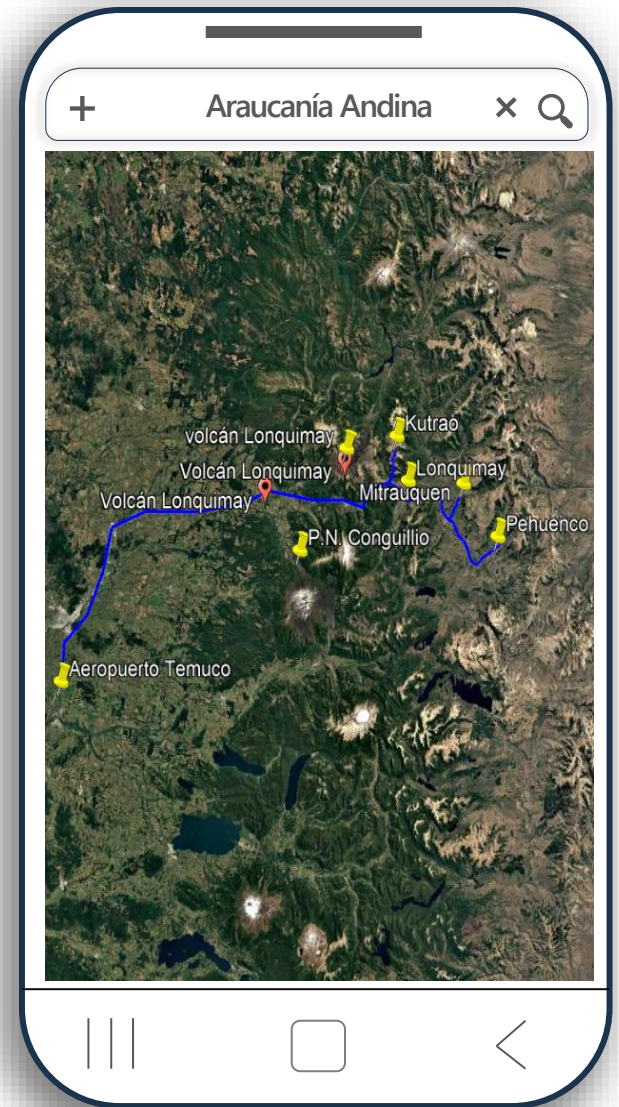 Araucanía Andina
Kutrao
volcán Lonquimay
Volcán Lonquimay
Lonquimay
Mitrauquen
Volcán Lonquimay
Pehuenco
P.N. Conguillio
Aeropuerto Temuco